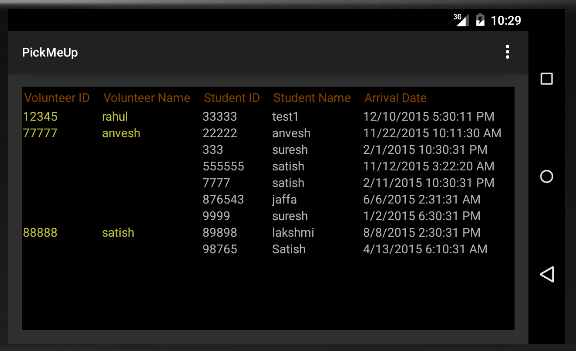 3G 10:29
PickMeUp
Volunteer ID Volunteer Name Student ID Student Name Arrival Date
12345 rahul 33333 test1 12/10/2015 5:30:11 PM
77777 anvesh 22222 anvesh 11/22/2015 10:11:30 AM
333 suresh 2/1/2015 10:30:31 PM
555555 satish 11/12/2015 3:22:20 AM
7777 satish 2/11/2015 10:30:31 PM
876543 jaffa 6/6/2015 2:31:31 AM
9999 suresh 1/2/2015 6:30:31 PM
88888 satish 89898 lakshmi 8/8/2015 2:30:31 PM
98765 Satish 4/13/2015 6:10:31 AM